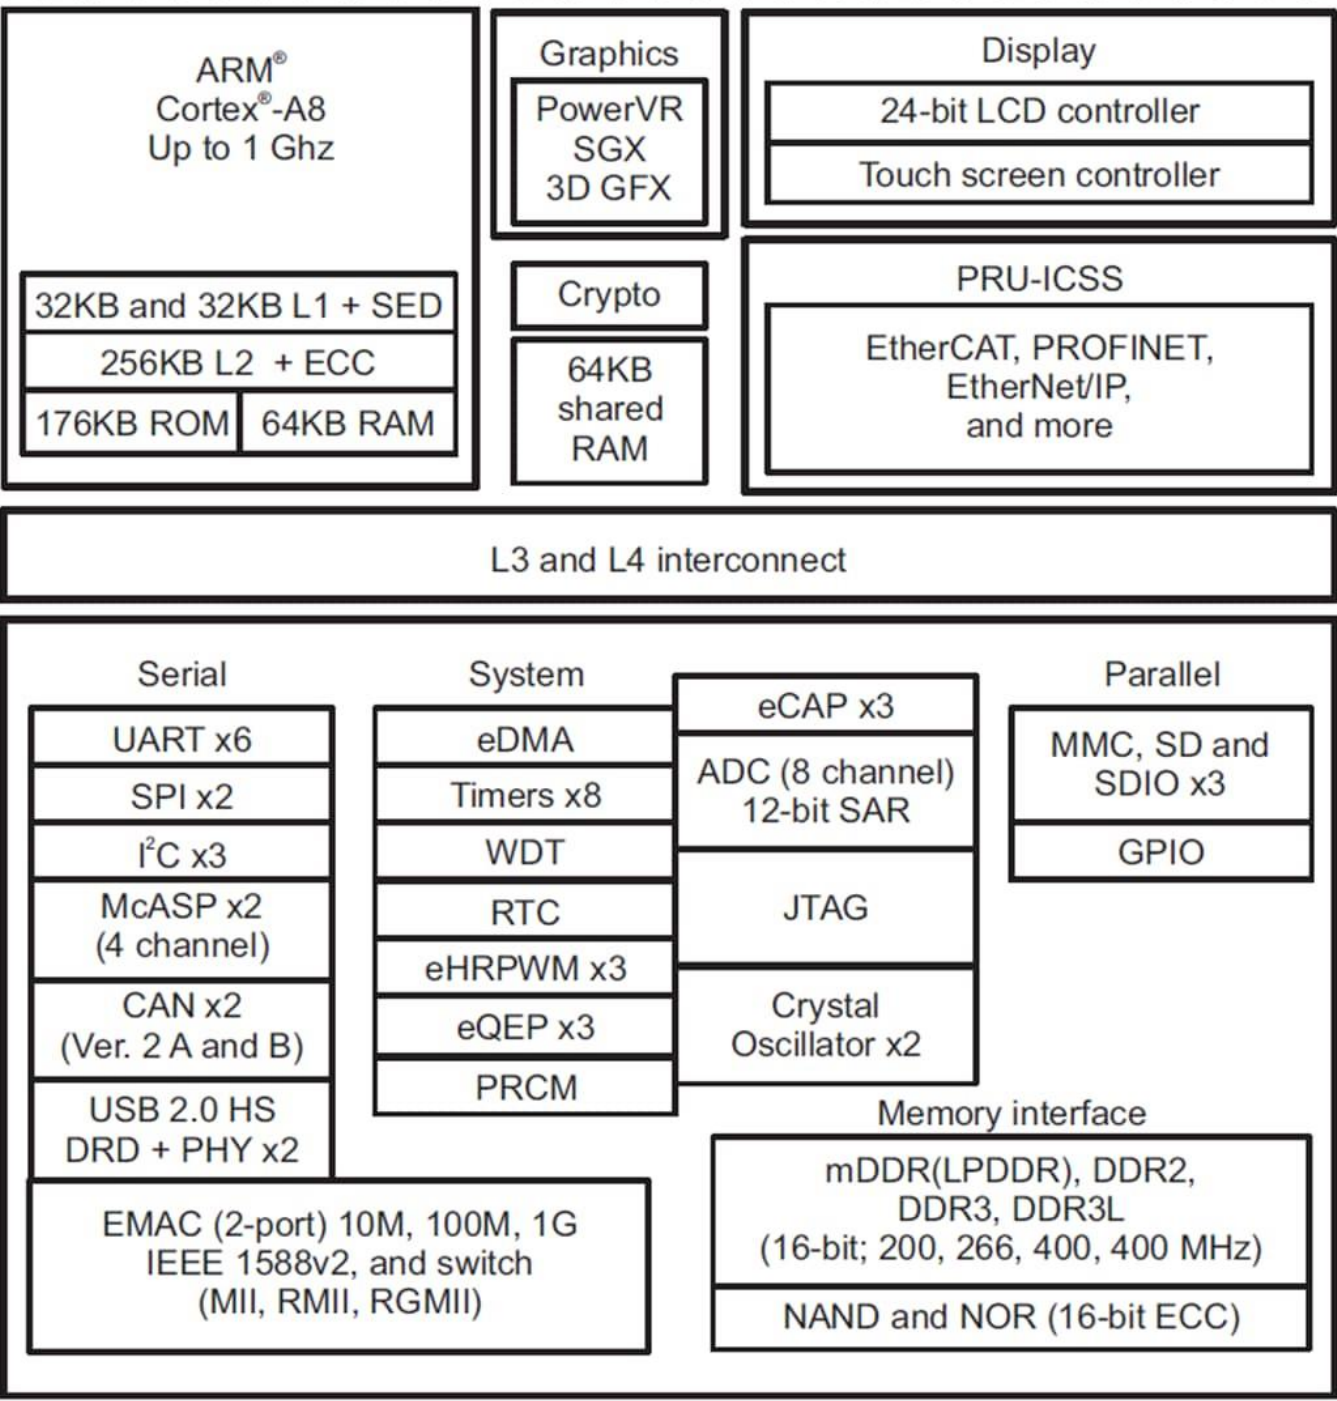 ARM®
Cortex®-A8
Up to 1 Ghz
32KB and 32KB L1 + SED
256KB L2 + ECC
176KB ROM
64KB RAM
Graphics
PowerVR
SGX
3D GFX
Crypto
64KB
shared
RAM
Display
24-bit LCD controller
Touch screen controller
PRU-ICSS
EtherCAT, PROFINET,
EtherNet/IP,
and more
L3 and L4 interconnect
Serial
UART x6
SPI x2
I²C x3
McASP x2
(4 channel)
CAN x2
(Ver. 2 A and B)
USB 2.0 HS
DRD + PHY x2
EMAC (2-port) 10M, 100M, 1G
IEEE 1588v2, and switch
(MII, RMII, RGMII)
System
eDMA
Timers x8
WDT
RTC
eHRPWM x3
eQEP x3
PRCM
eCAP x3
ADC (8 channel)
12-bit SAR
JTAG
Crystal
Oscillator x2
Parallel
MMC, SD and
SDIO x3
GPIO
Memory interface
mDDR(LPDDR), DDR2,
DDR3, DDR3L
(16-bit; 200, 266, 400, 400 MHz)
NAND and NOR (16-bit ECC)